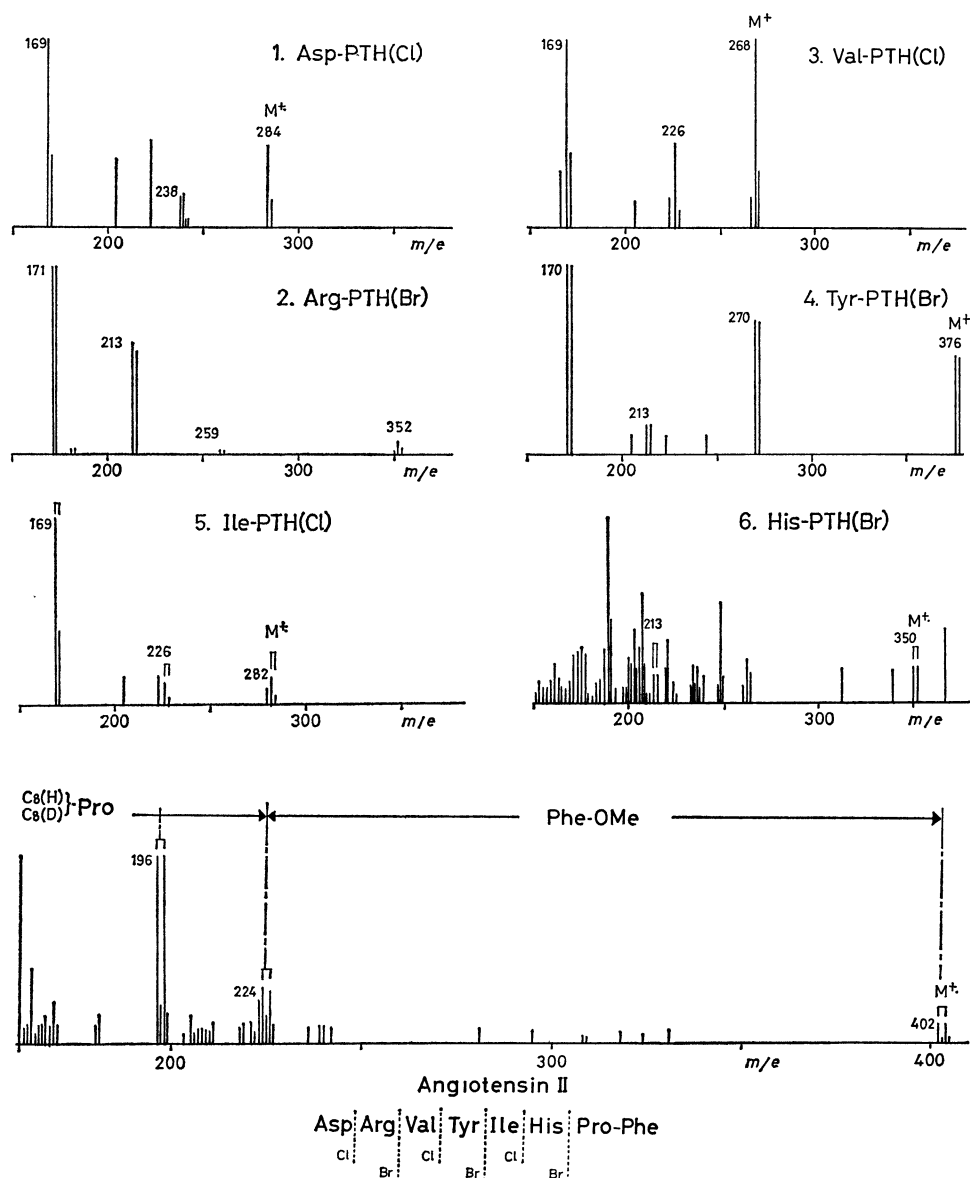 1. Asp-PTH(Cl)
169
238
M+.
284
200
300
m/e
3. Val-PTH(Cl)
169
226
M+
268
200
300
m/e
2. Arg-PTH(Br)
171
213
259
352
200
300
m/e
4. Tyr-PTH(Br)
170
213
270
M+
376
200
300
m/e
5. Ile-PTH(Cl)
169
226
282
M+.
200
300
m/e
6. His-PTH(Br)
213
350
M+.
200
300
m/e
C8(H)
C8(D)}-Pro
Phe-OMe
196
224
402
M+.
200
300
m/e
400
Angiotensin II
Asp Arg Val Tyr Ile His Pro-Phe
Cl Br Cl Br Cl Br